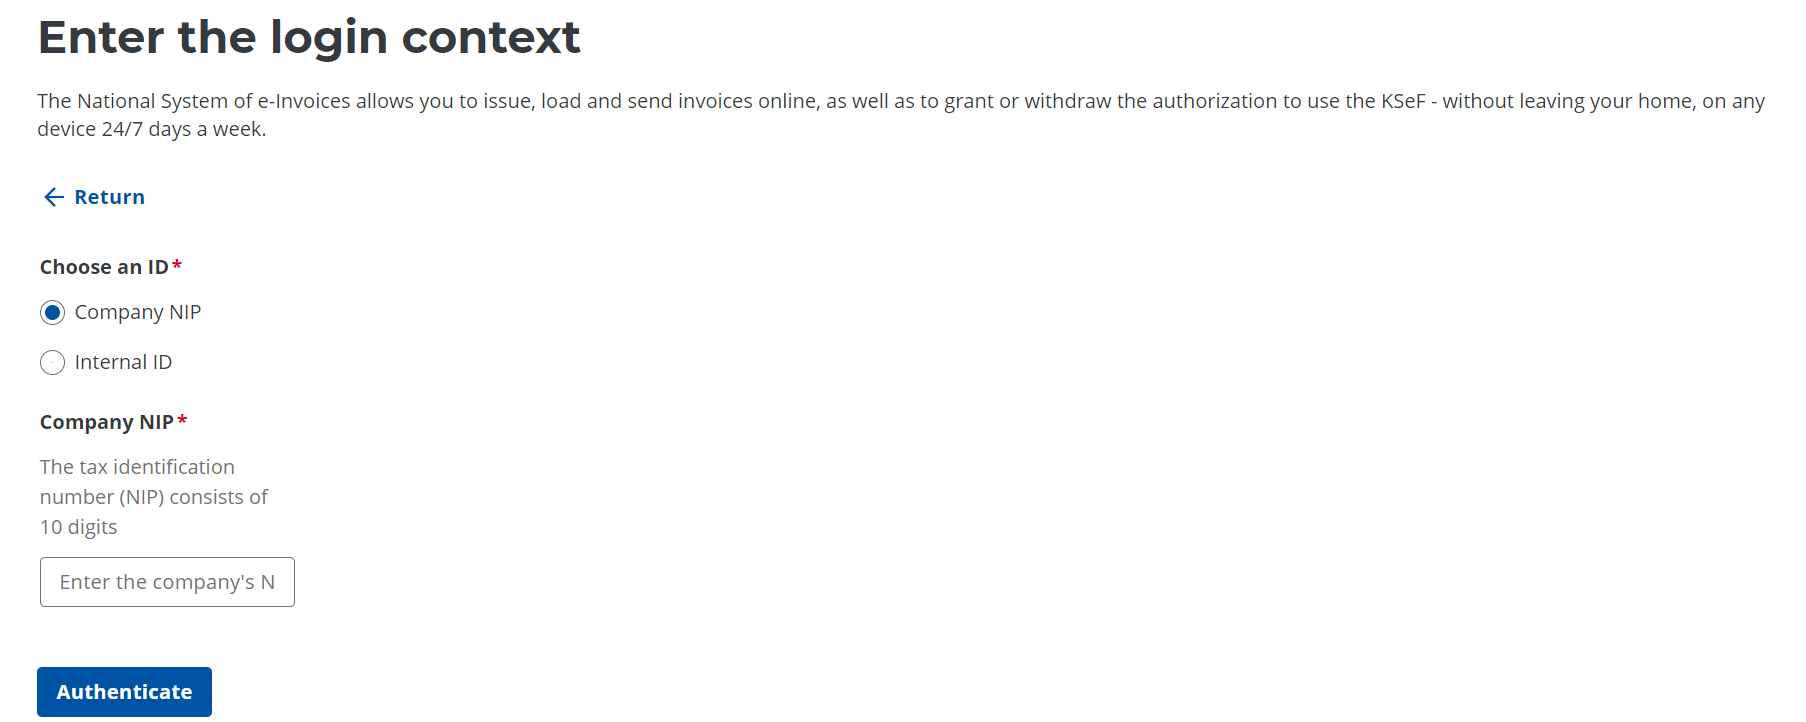 Enter the login context
The National System of e-Invoices allows you to issue, load and send invoices online, as well as to grant or withdraw the authorization to use the KSeF - without leaving your home, on any
device 24/7 days a week.
Return
Choose an ID*
Company NIP
Internal ID
Company NIP*
The tax identification
number (NIP) consists of
10 digits
Enter the company's N
Authenticate